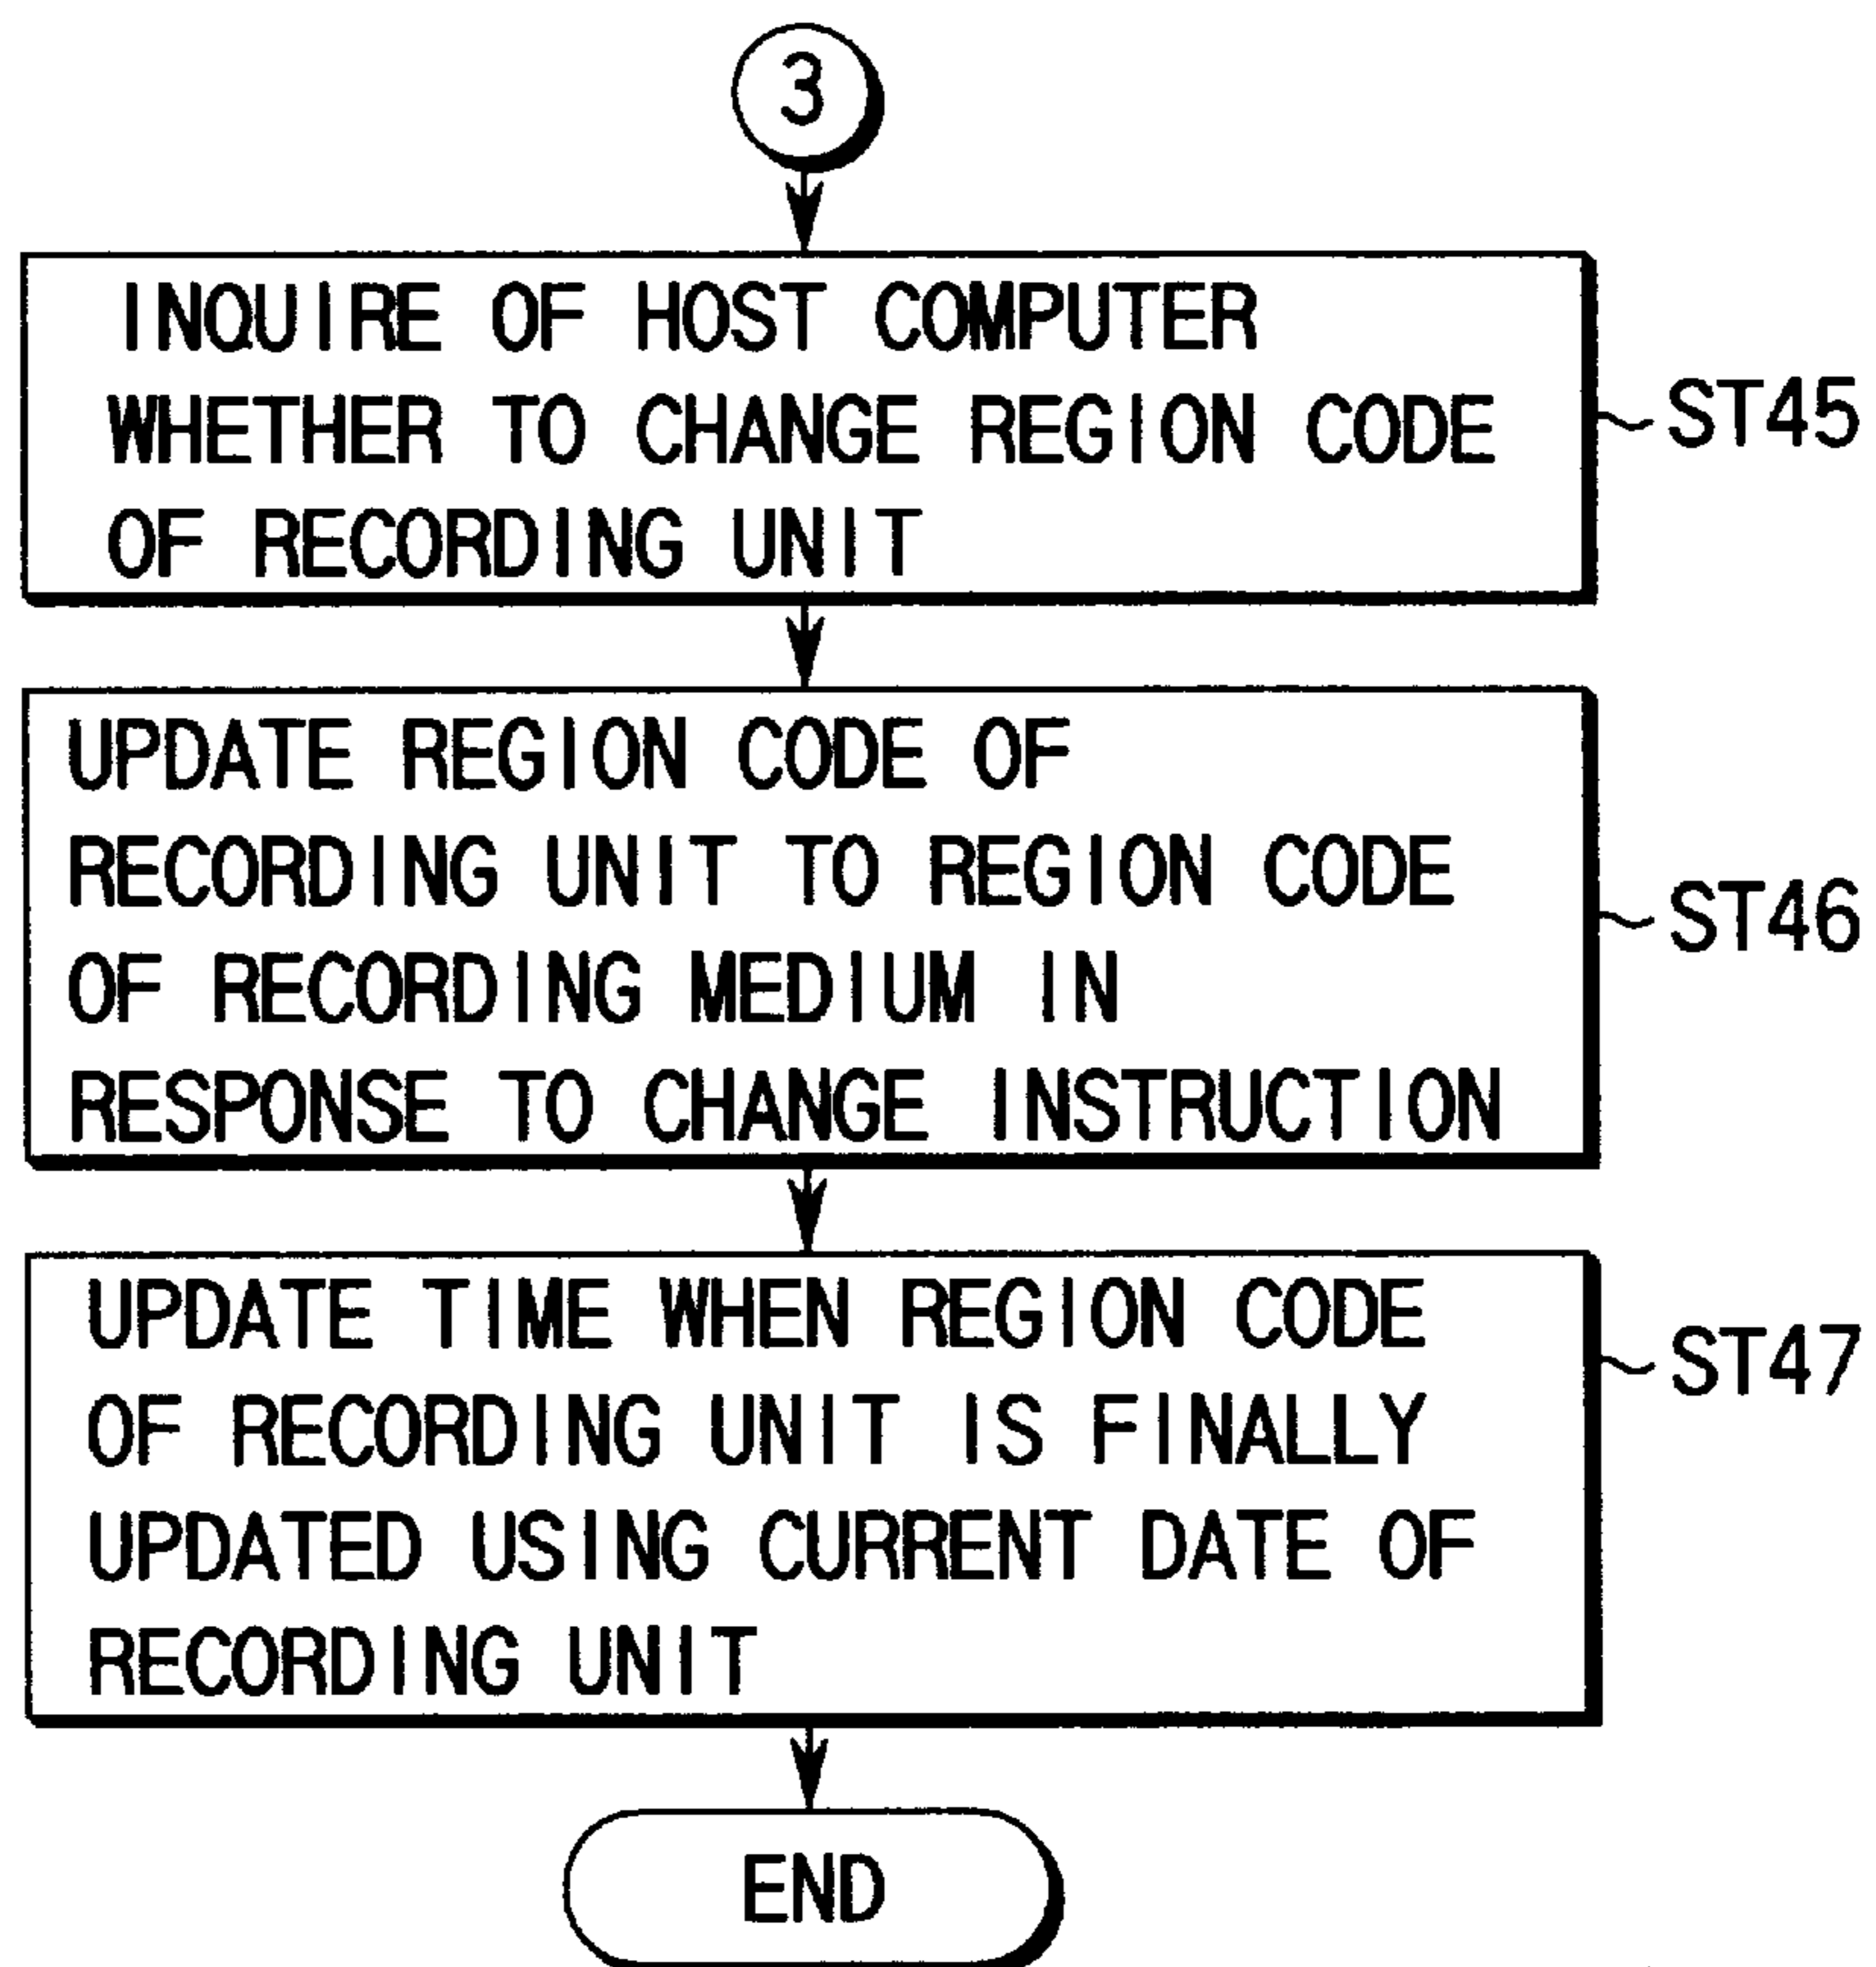 3
INQUIRE OF HOST COMPUTER
WHETHER TO CHANGE REGION CODE
OF RECORDING UNIT
ST45
UPDATE REGION CODE OF
RECORDING UNIT TO REGION CODE
OF RECORDING MEDIUM IN
RESPONSE TO CHANGE INSTRUCTION
ST46
UPDATE TIME WHEN REGION CODE
OF RECORDING UNIT IS FINALLY
UPDATED USING CURRENT DATE OF
RECORDING UNIT
ST47
END